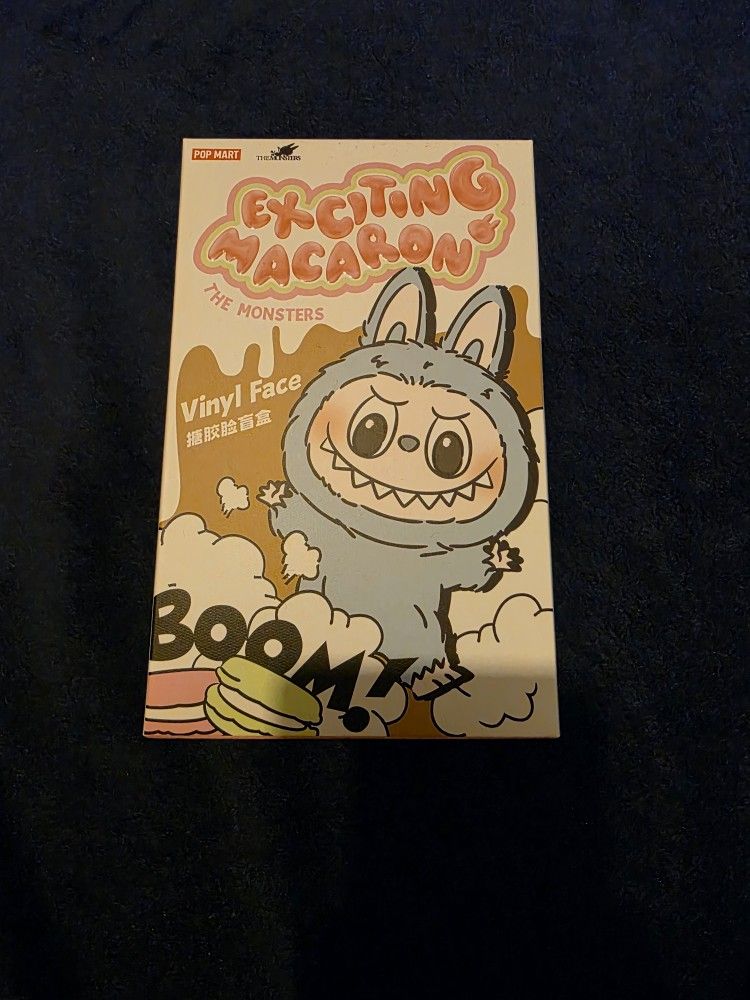 POP MART
THE MONSTERS
EXCITING
MACARON
THE MONSTERS
Vinyl Face
搪胶脸盲盒
BOOM!